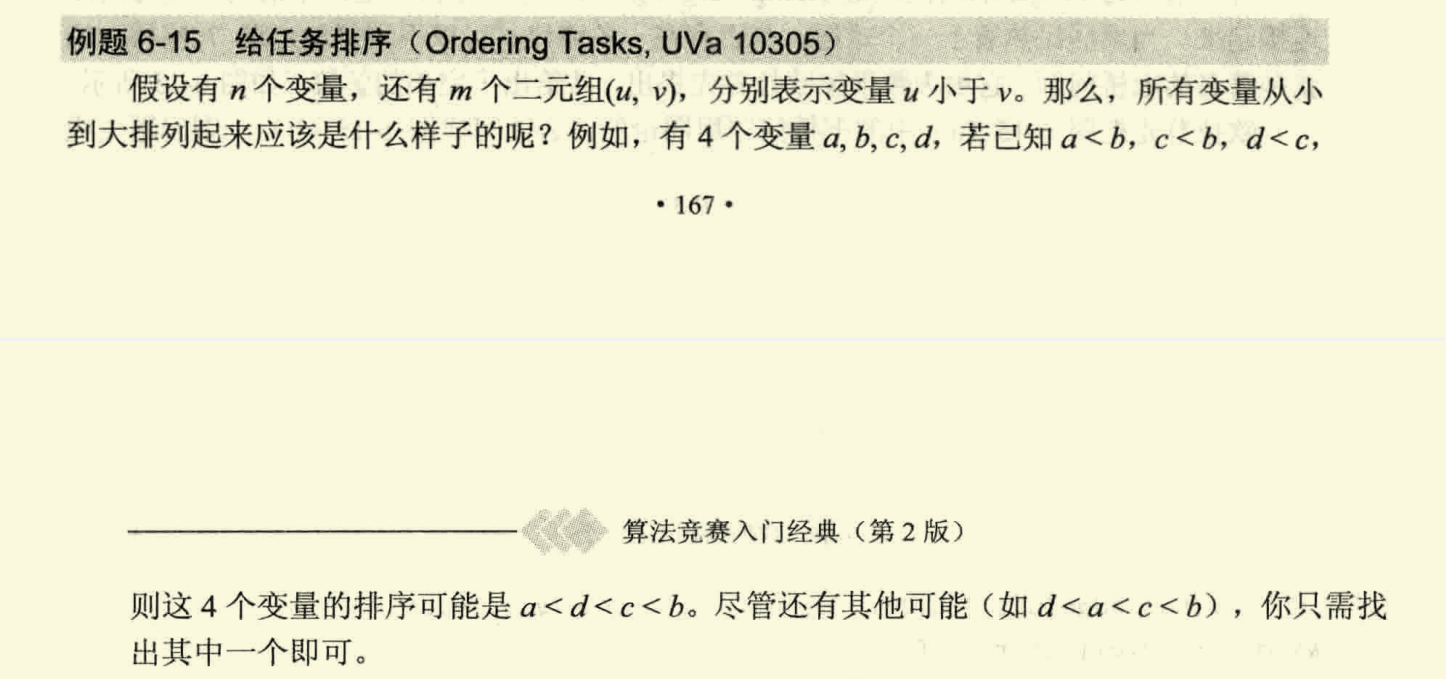 例题 6-15 给任务排序（Ordering Tasks, UVa 10305）
假设有 n 个变量，还有 m 个二元组(u, v)，分别表示变量 u 小于 v。那么，所有变量从小
到大排列起来应该是什么样子的呢？例如，有 4 个变量 a, b, c, d，若已知 a < b，c < b，d < c，
• 167 •
算法竞赛入门经典（第 2 版）
则这 4 个变量的排序可能是 a < d < c < b。尽管还有其他可能（如 d < a < c < b），你只需找
出其中一个即可。